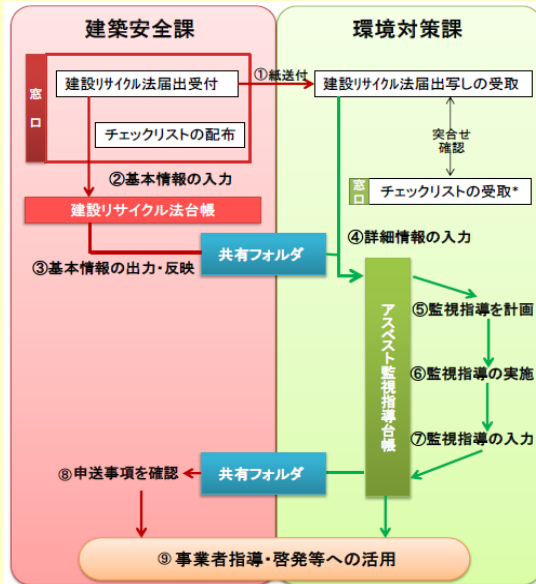 建築安全課
環境対策課
窓口
建設リサイクル法届出受付
①紙送付
建設リサイクル法届出写しの受取
チェックリストの配布
突合せ
確認
②基本情報の入力
窓口
チェックリストの受取*
建設リサイクル法台帳
④詳細情報の入力
③基本情報の出力・反映
共有フォルダ
アスベスト監視指導台帳
⑤監視指導を計画
⑥監視指導の実施
⑦監視指導の入力
⑧申送事項を確認
共有フォルダ
⑨事業者指導・啓発等への活用